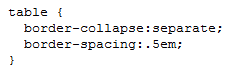 table {
  border-collapse:separate;
  border-spacing:.5em;
}